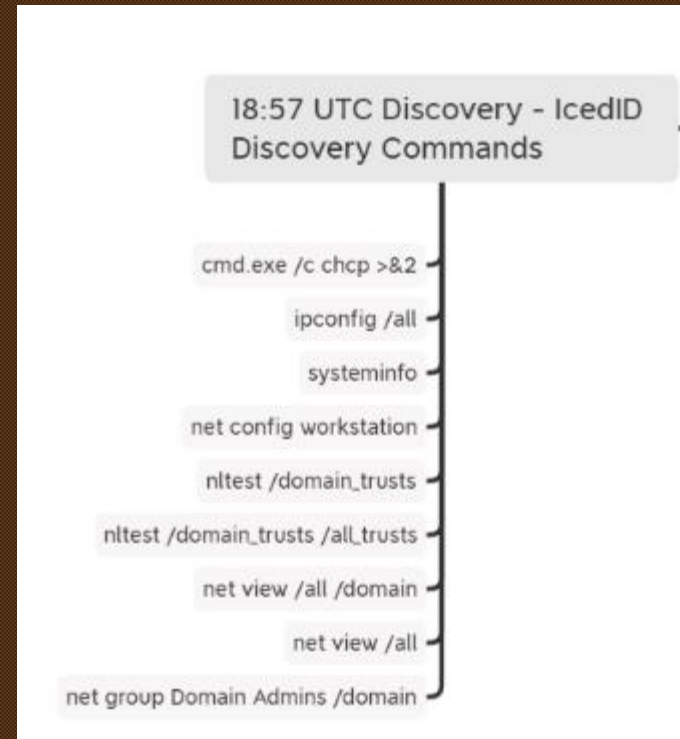 18:57 UTC Discovery - IcedID
Discovery Commands
cmd.exe /c chcp >&2
ipconfig /all
systeminfo
net config workstation
nltest /domain_trusts
nltest /domain_trusts /all_trusts
net view /all /domain
net view /all
net group Domain Admins /domain